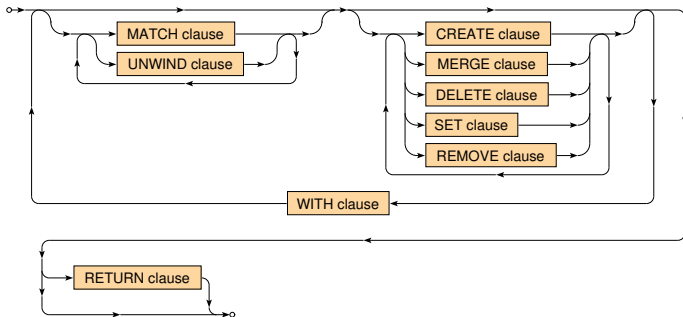 MATCH clause
UNWIND clause
CREATE clause
MERGE clause
DELETE clause
SET clause
REMOVE clause
WITH clause
RETURN clause